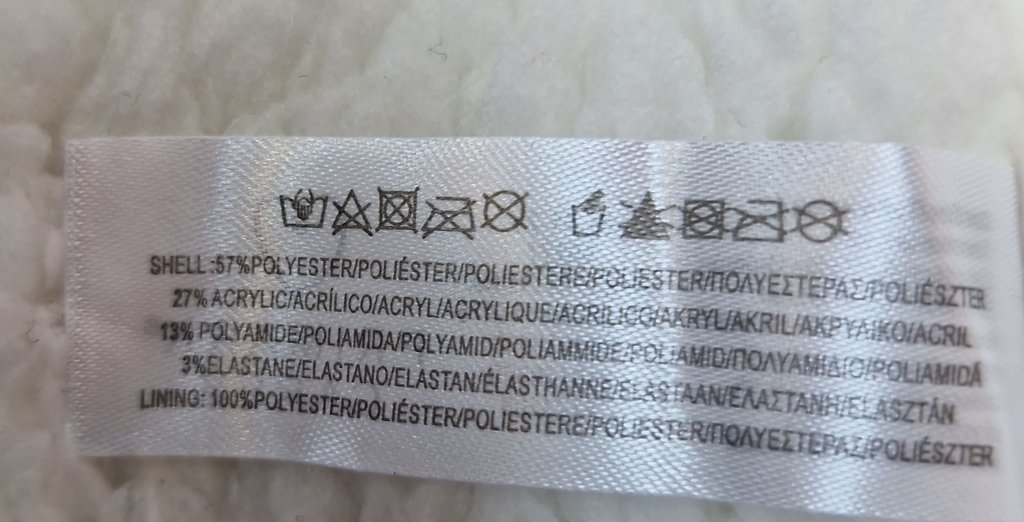 SHELL :57%POLYESTER/POLIÉSTER/POLIESTERE/POLIESTER/ΠΟΛΥΕΣΤΕΡΑΣ/POLIÉSZTER
27% ACRYLIC/ACRÍLICO/ACRYL/ACRYLIQUE/ACRILICO/AKRYL/AKRIL/ΑΚΡΥΛΙΚΟ/ACRIL
13% POLYAMIDE/POLIAMIDA/POLYAMID/POLIAMMIDE/POLIAMID/ΠΟΛΥΑΜΙΔΙΟ/POLIAMIDÁ
3%ELASTANE/ELASTANO/ELASTAN/ÉLASTHANNE/ELASTAAN/ΕΛΑΣΤΑΝΗ/ELASZTÁN
LINING: 100%POLYESTER/POLIÉSTER/POLIESTERE/POLIESTER/ΠΟΛΥΕΣΤΕΡΑΣ/POLIÉSZTER